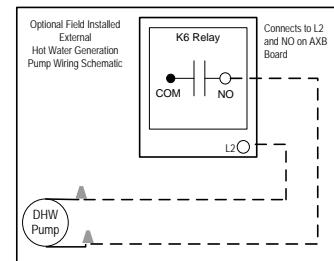 Optional Field Installed
External
Hot Water Generation
Pump Wiring Schematic
K6 Relay
COM
NO
L2
Connects to L2
and NO on AXB
Board
DHW
Pump